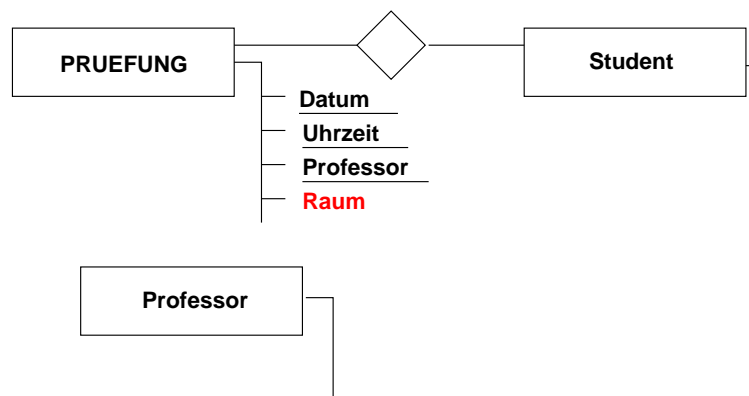 PRUEFUNG
Student
Datum
Uhrzeit
Professor
Raum
Professor